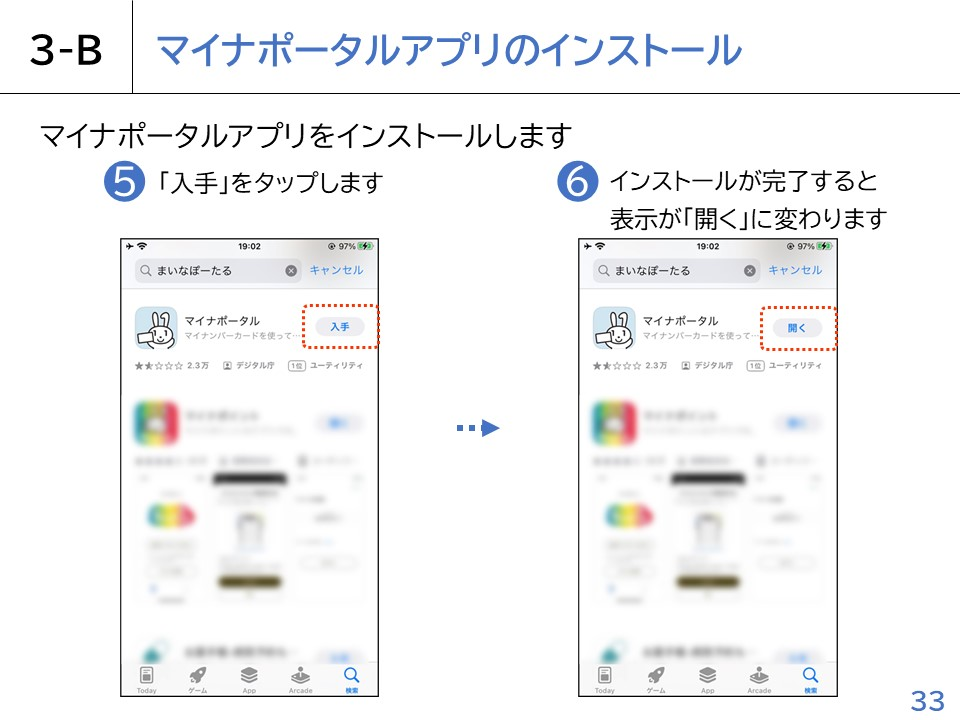 3-B
マイナポータルアプリのインストール
マイナポータルアプリをインストールします
5 「入手」をタップします
19:02
97%
まいなぽーたる
キャンセル
マイナポータル
マイナンバーカードを使って…
入手
2.3万
デジタル庁
1位 ユーティリティ
Today
ゲーム
App
Arcade
検索
6 インストールが完了すると
表示が「開く」に変わります
19:02
97%
まいなぽーたる
キャンセル
マイナポータル
マイナンバーカードを使って…
開く
2.3万
デジタル庁
1位 ユーティリティ
Today
ゲーム
App
Arcade
検索
33